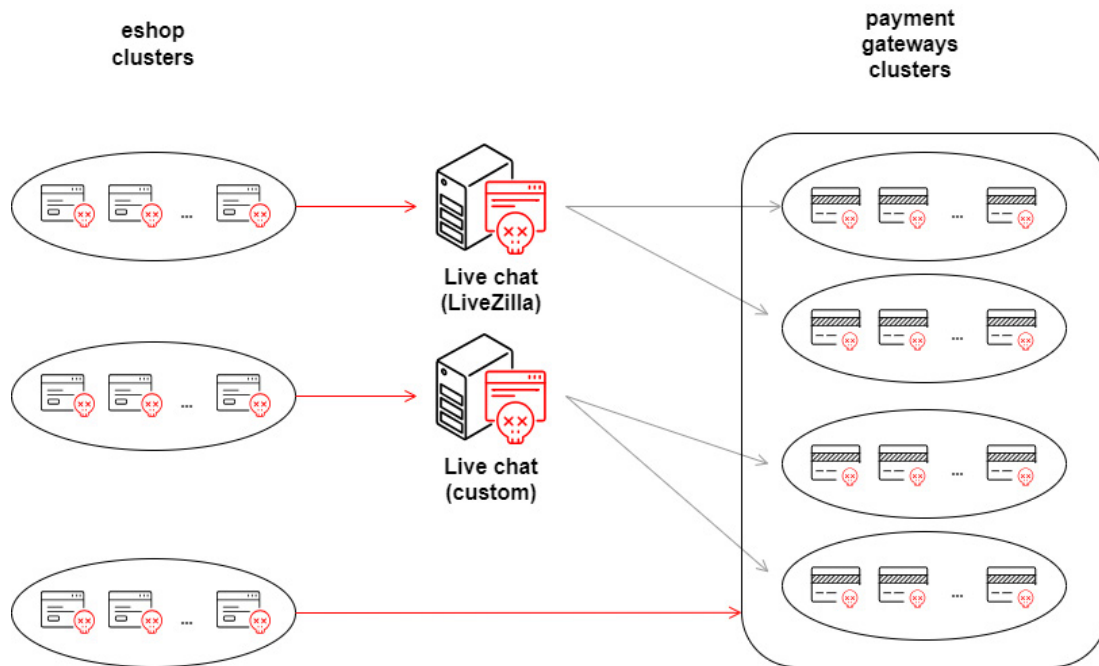 eshop
clusters
payment
gateways
clusters
...
...
Live chat
(LiveZilla)
...
...
...
Live chat
(custom)
...
...
...